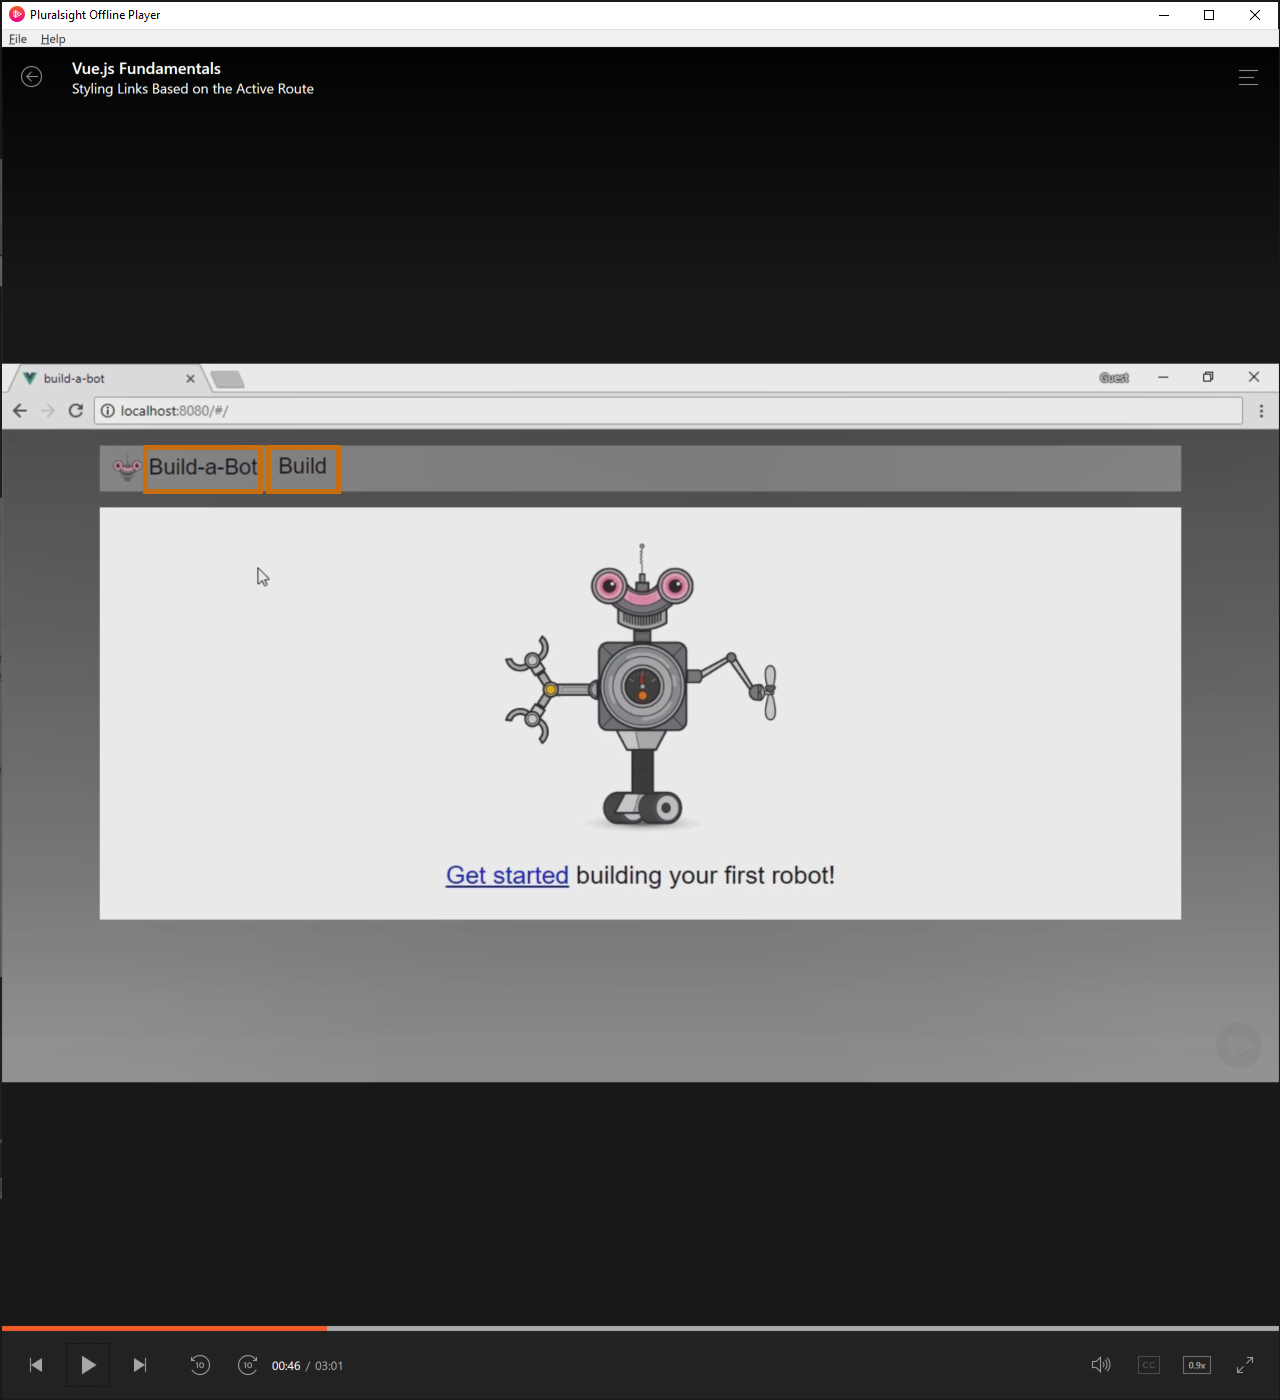 Pluralsight Offline Player
File Help
Vue.js Fundamentals
Styling Links Based on the Active Route
build-a-bot
Guest
localhost:8080/#/
Build-a-Bot Build
Get started building your first robot!
10 10 00:46 / 03:01 CC 0.9x